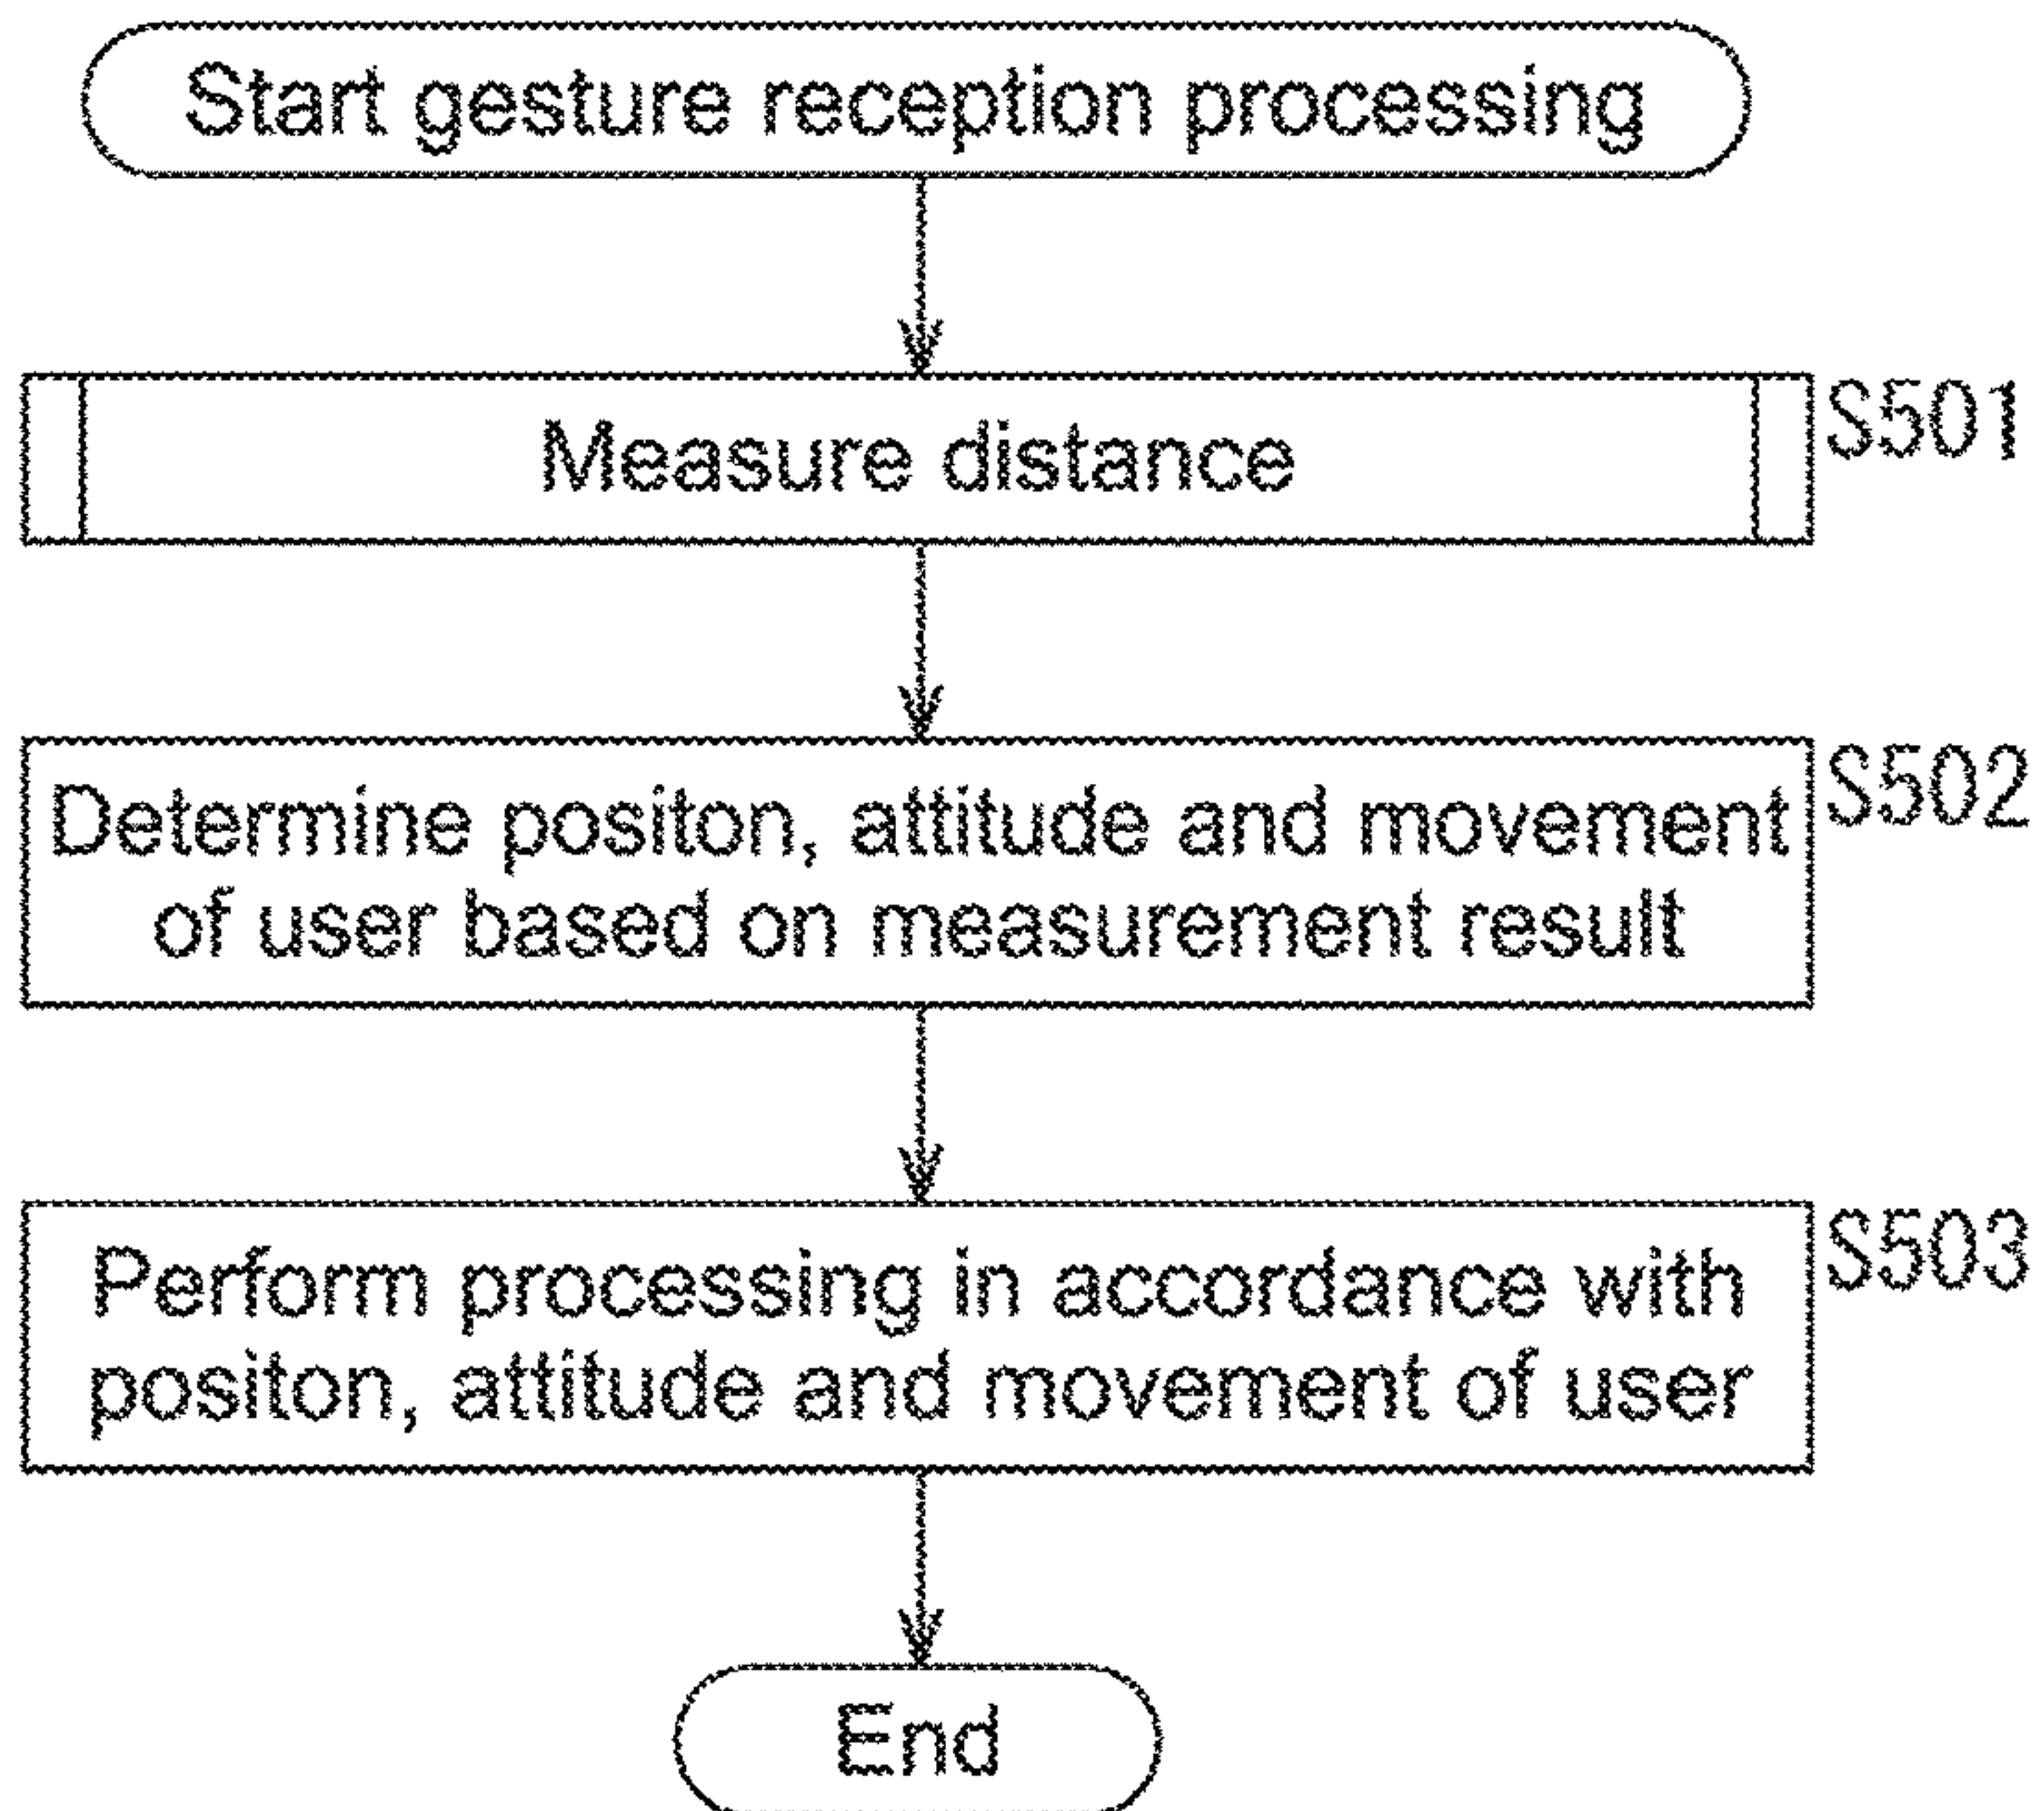 Start gesture reception processing
Measure distance
S501
Determine positon, attitude and movement
of user based on measurement result
S502
Perform processing in accordance with
positon, attitude and movement of user
S503
End